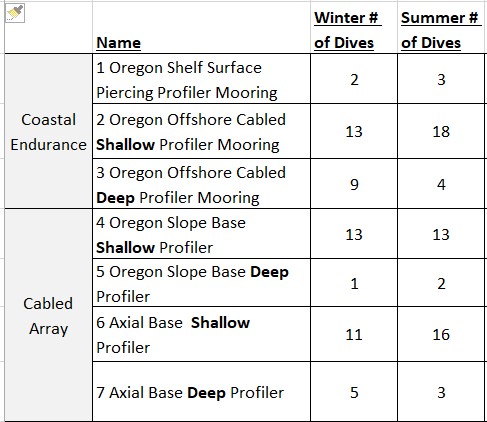 Winter # Summer #
Name of Dives of Dives
1 Oregon Shelf Surface
Piercing Profiler Mooring 2 3
Coastal
Endurance
2 Oregon Offshore Cabled
Shallow Profiler Mooring 13 18
3 Oregon Offshore Cabled
Deep Profiler Mooring 9 4
Cabled
Array
4 Oregon Slope Base
Shallow Profiler 13 13
5 Oregon Slope Base Deep
Profiler 1 2
6 Axial Base Shallow
Profiler 11 16
7 Axial Base Deep Profiler 5 3